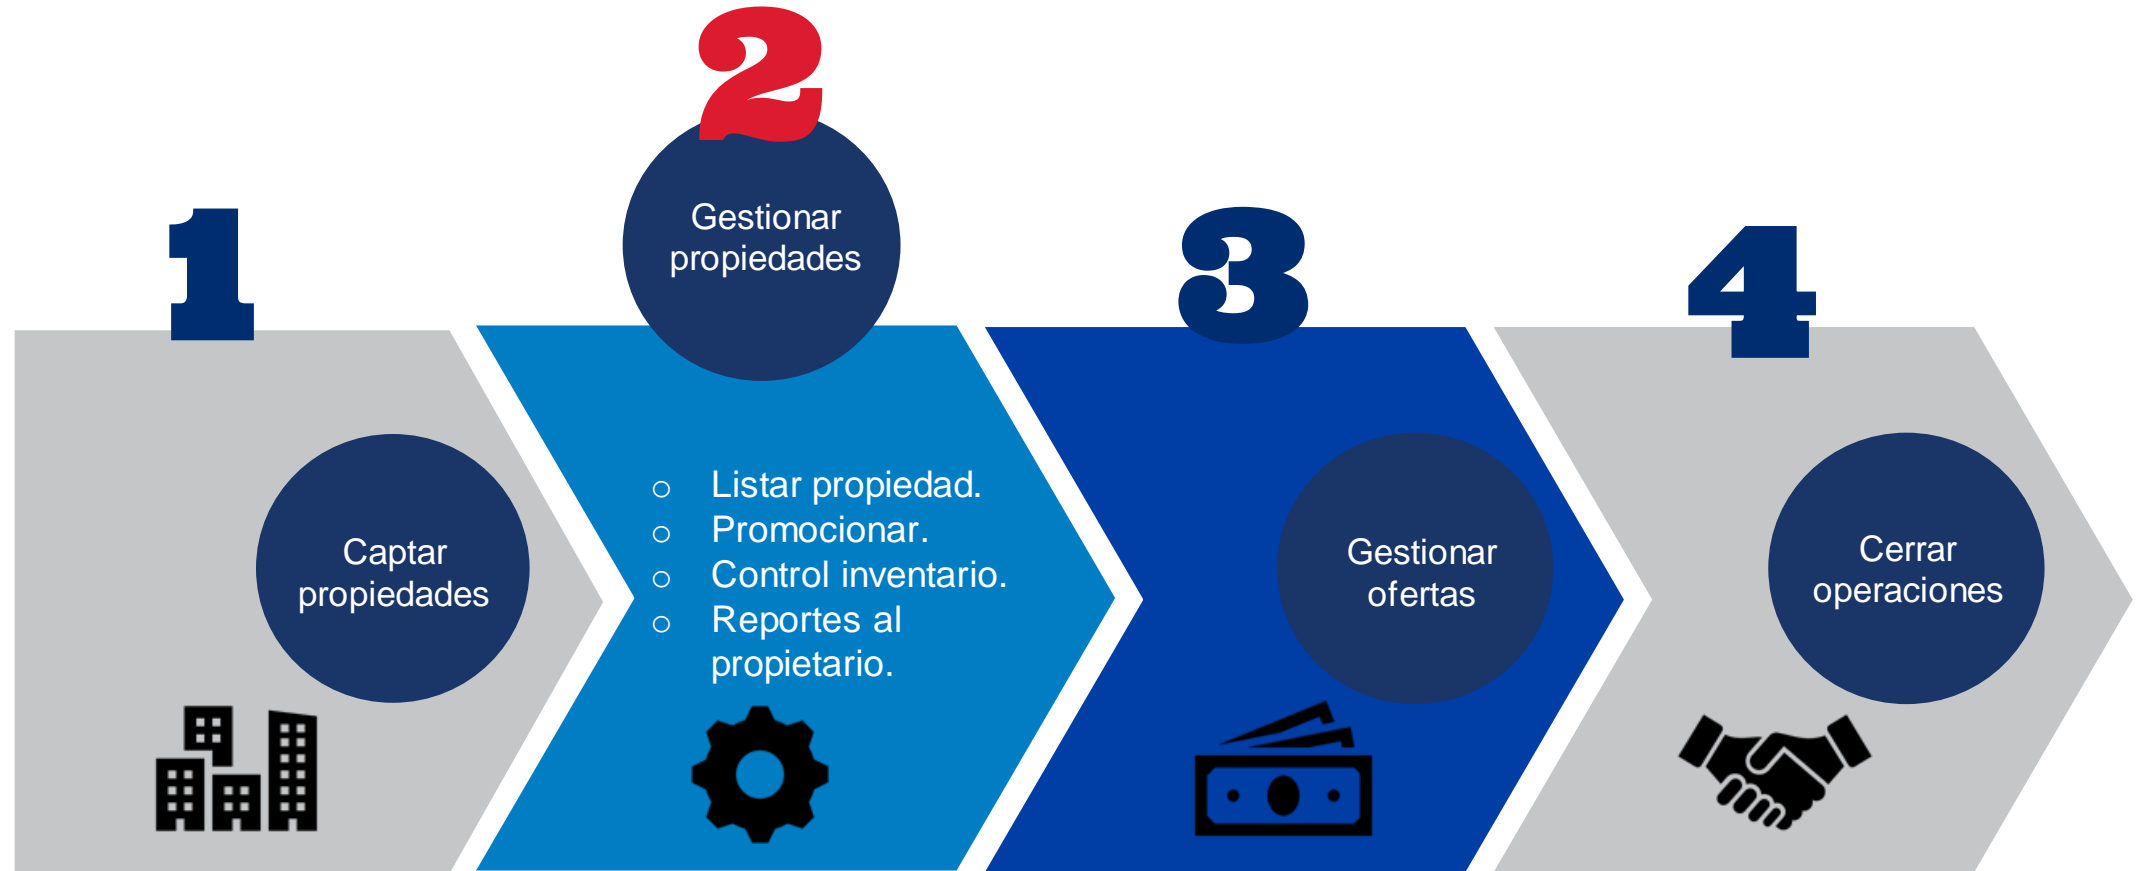 1
Captar
propiedades
2
Gestionar
propiedades
o Listar propiedad.
o Promocionar.
o Control inventario.
o Reportes al
propietario.
3
Gestionar
ofertas
4
Cerrar
operaciones